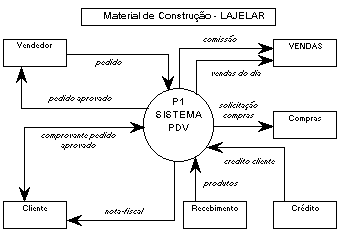 Material de Construção - LAJELAR
Vendedor
pedido
comissão
VENDAS
vendas do dia
pedido aprovado
P1
SISTEMA
PDV
solicitação
compras
Compras
comprovante pedido
aprovado
credito cliente
produtos
Cliente
nota-fiscal
Recebimento
Crédito